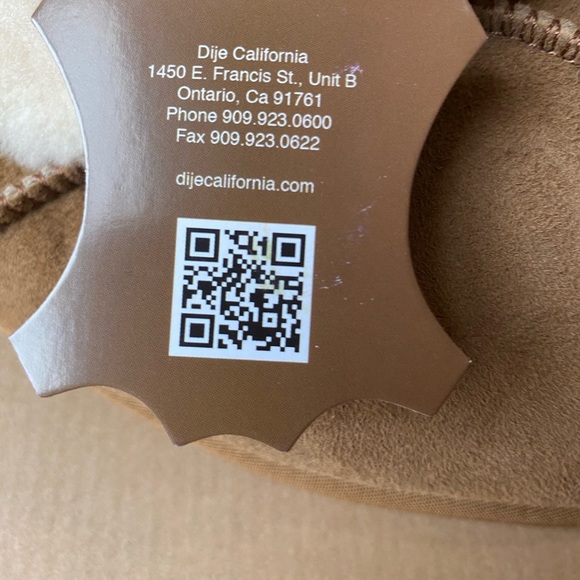 Dije California
1450 E. Francis St., Unit B
Ontario, Ca 91761
Phone 909.923.0600
Fax 909.923.0622
dijecalifornia.com